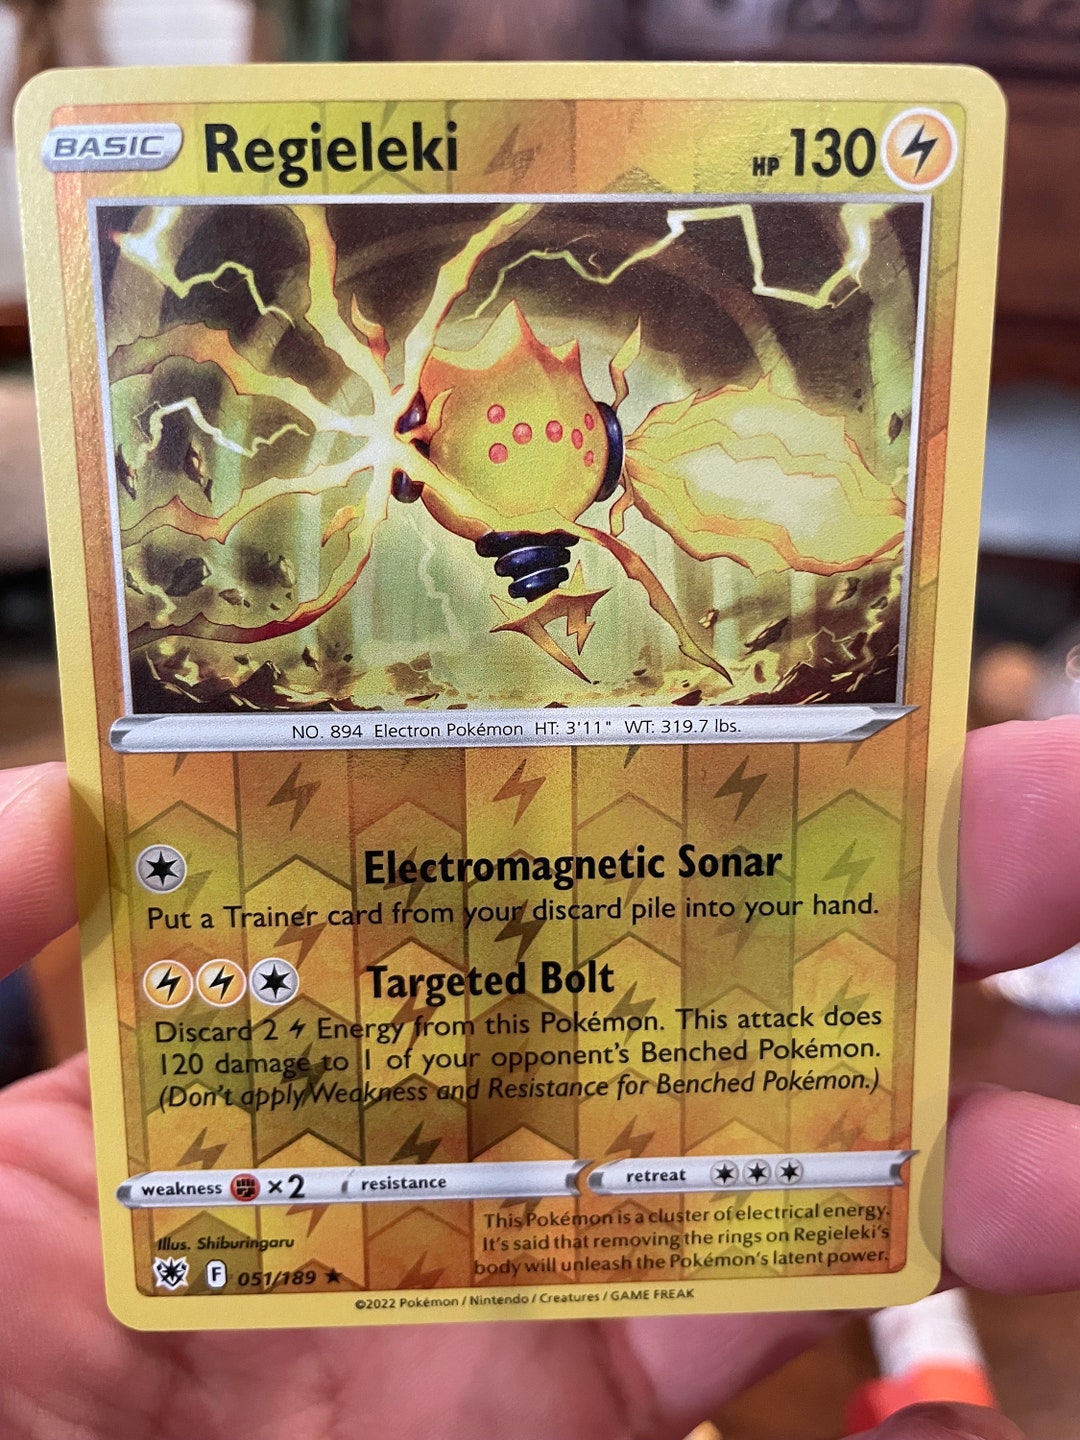 BASIC Regieleki HP 130
NO. 894 Electron Pokémon HT: 3'11" WT: 319.7 lbs.
Electromagnetic Sonar
Put a Trainer card from your discard pile into your hand.
Targeted Bolt
Discard 2 Energy from this Pokémon. This attack does
120 damage to 1 of your opponent's Benched Pokémon.
(Don't apply Weakness and Resistance for Benched Pokémon.)
weakness ×2 resistance retreat
This Pokémon is a cluster of electrical energy.
It's said that removing the rings on Regieleki's
body will unleash the Pokémon's latent power.
Illus. Shiburingaru
F 051/189 ★
©2022 Pokémon / Nintendo / Creatures / GAME FREAK